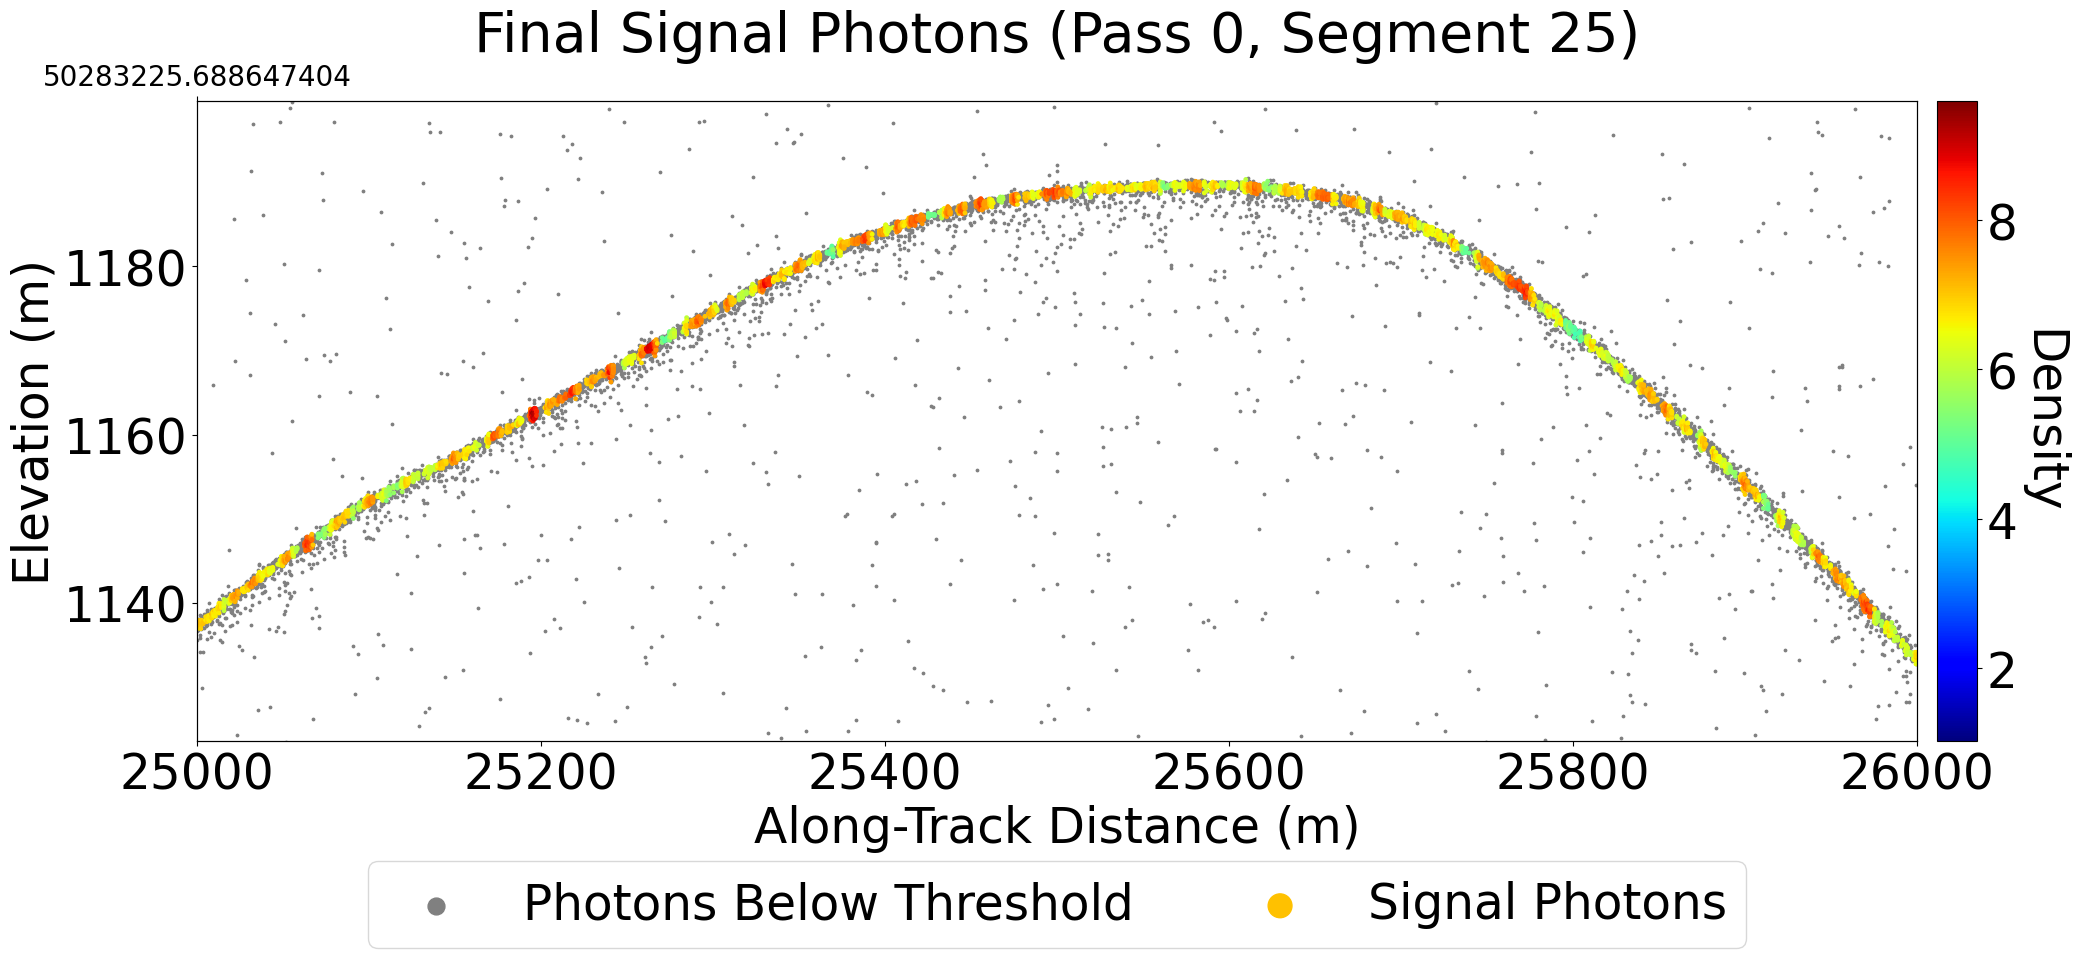 Final Signal Photons (Pass 0, Segment 25)
50283225.688647404
Elevation (m)
1180
1160
1140
25000 25200 25400 25600 25800 26000
Along-Track Distance (m)
8
6
4
2
Density
Photons Below Threshold Signal Photons